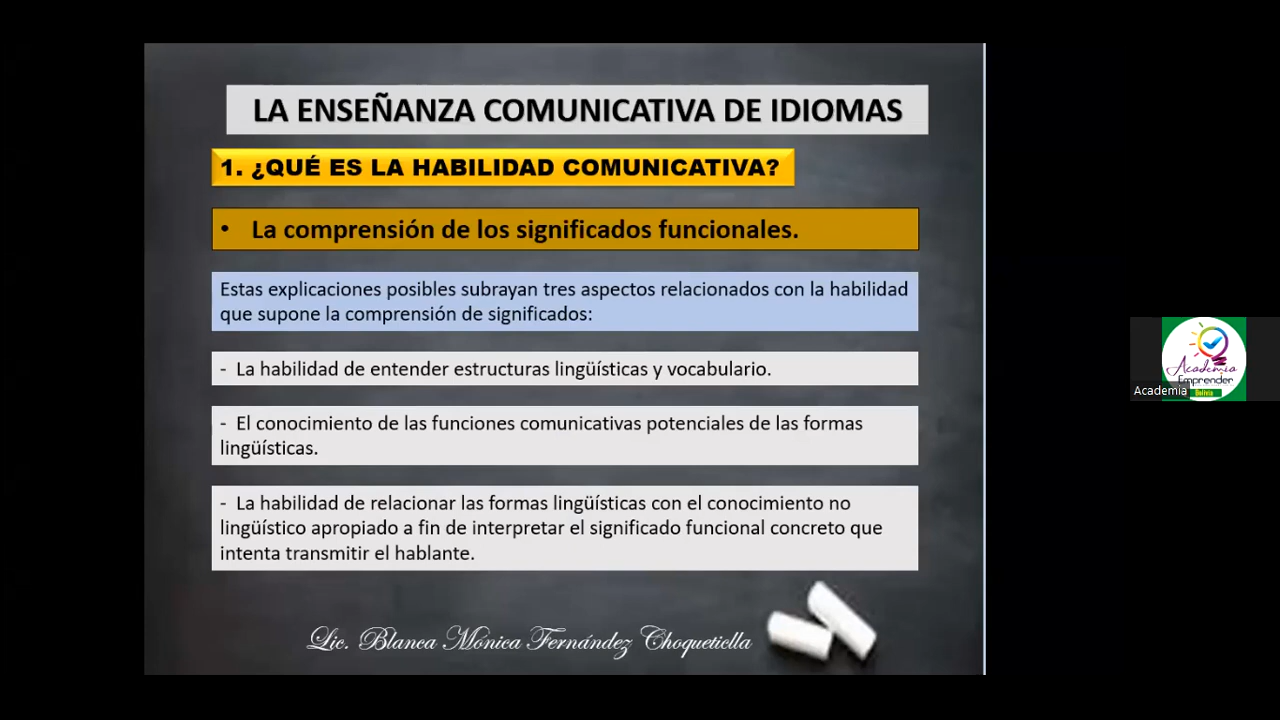 LA ENSEÑANZA COMUNICATIVA DE IDIOMAS
1. ¿QUÉ ES LA HABILIDAD COMUNICATIVA?
• La comprensión de los significados funcionales.
Estas explicaciones posibles subrayan tres aspectos relacionados con la habilidad
que supone la comprensión de significados:
- La habilidad de entender estructuras lingüísticas y vocabulario.
- El conocimiento de las funciones comunicativas potenciales de las formas
lingüísticas.
- La habilidad de relacionar las formas lingüísticas con el conocimiento no
lingüístico apropiado a fin de interpretar el significado funcional concreto que
intenta transmitir el hablante.
Lic. Blanca Mónica Fernández Choqueticlla
Academia
Emprender
Bolivia
Academia